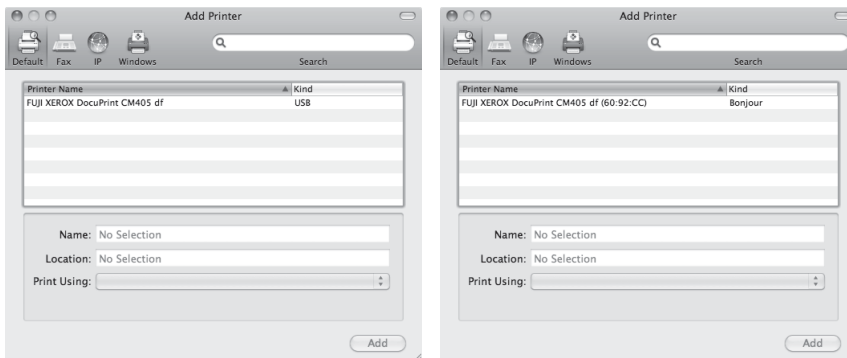 Add Printer
Default Fax IP Windows Search
Printer Name Kind
FUJI XEROX DocuPrint CM405 df USB
Name: No Selection
Location: No Selection
Print Using:
Add
Add Printer
Default Fax IP Windows Search
Printer Name Kind
FUJI XEROX DocuPrint CM405 df (60:92:CC) Bonjour
Name: No Selection
Location: No Selection
Print Using:
Add